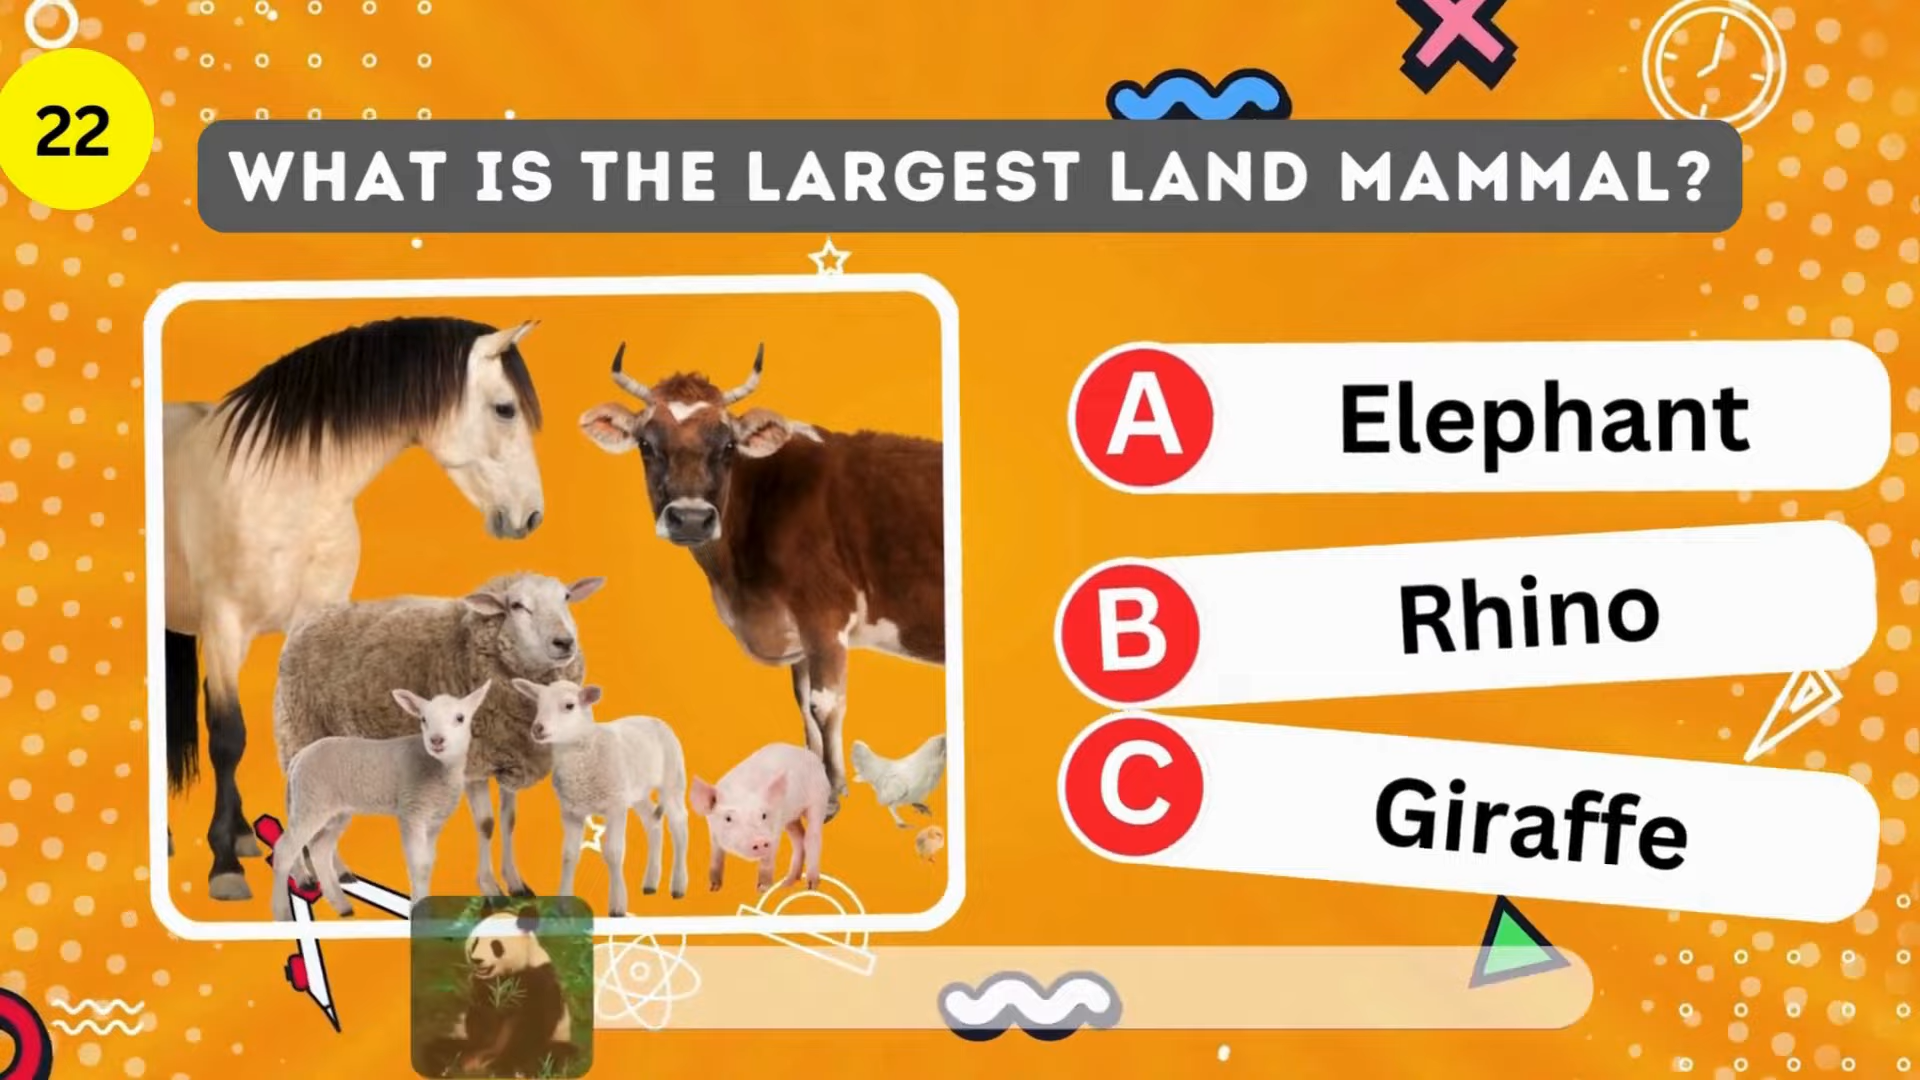 22
WHAT IS THE LARGEST LAND MAMMAL?
A Elephant
B Rhino
C Giraffe